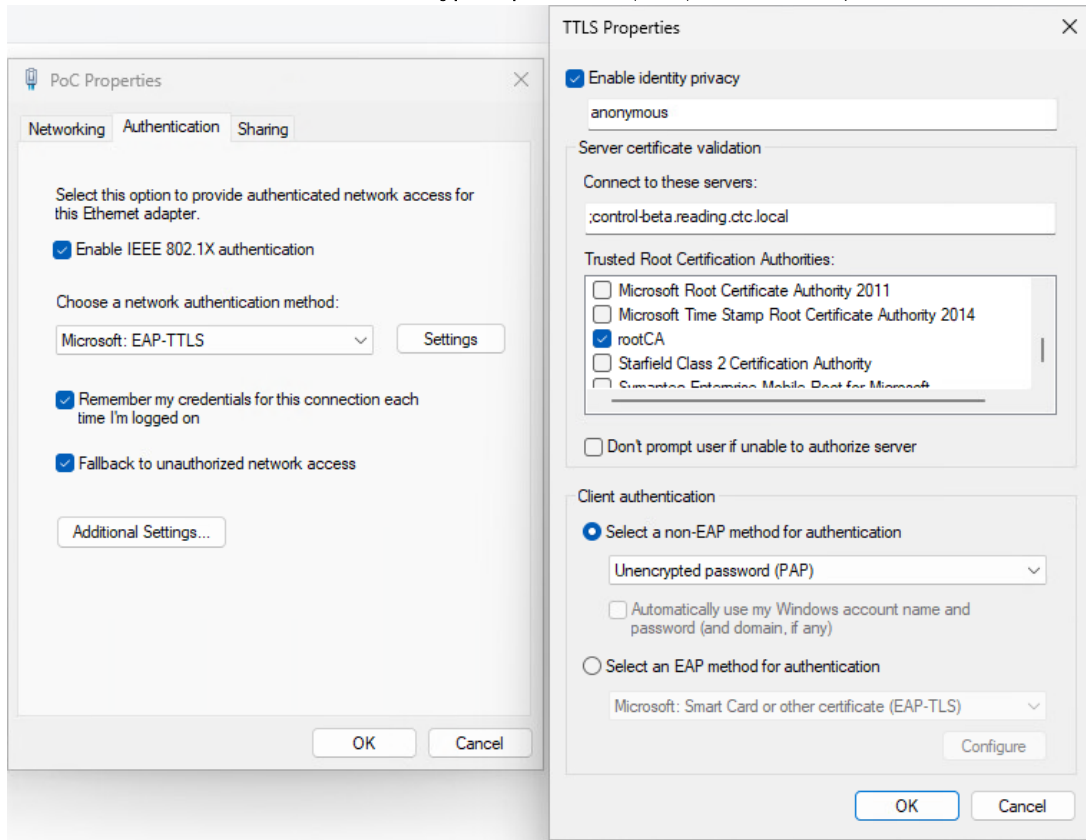 PoC Properties
Networking
Authentication
Sharing
Select this option to provide authenticated network access for
this Ethernet adapter.
Enable IEEE 802.1X authentication
Choose a network authentication method:
Microsoft: EAP-TTLS
Settings
Remember my credentials for this connection each
time I'm logged on
Fallback to unauthorized network access
Additional Settings...
OK
Cancel
TTLS Properties
Enable identity privacy
anonymous
Server certificate validation
Connect to these servers:
;control-beta.reading.ctc.local
Trusted Root Certification Authorities:
Microsoft Root Certificate Authority 2011
Microsoft Time Stamp Root Certificate Authority 2014
rootCA
Starfield Class 2 Certification Authority
Symantec Enterprise Mobile Root for Microsoft
Don't prompt user if unable to authorize server
Client authentication
Select a non-EAP method for authentication
Unencrypted password (PAP)
Automatically use my Windows account name and
password (and domain, if any)
Select an EAP method for authentication
Microsoft: Smart Card or other certificate (EAP-TLS)
Configure
OK
Cancel